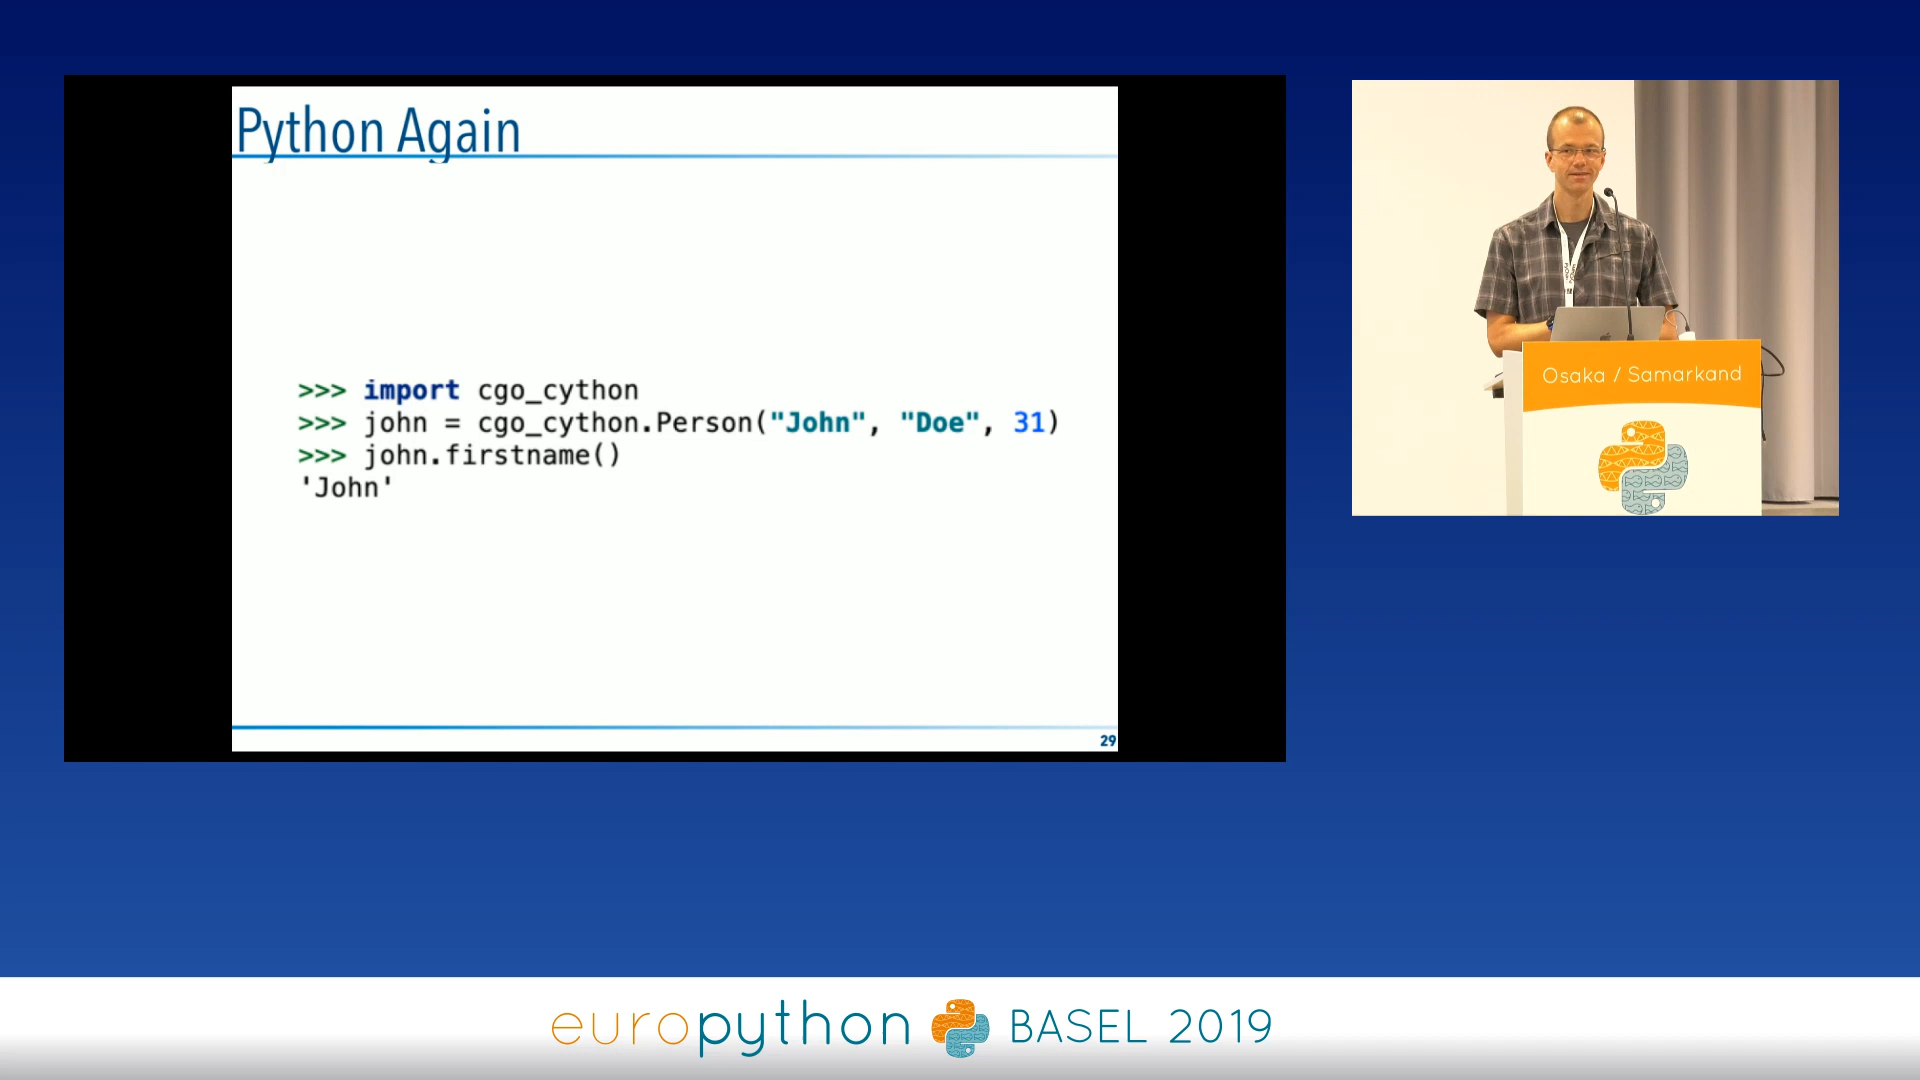 Python Again
>>> import cgo_cython
>>> john = cgo_cython.Person("John", "Doe", 31)
>>> john.firstname()
'John'
29
Osaka / Samarkand
europython BASEL 2019